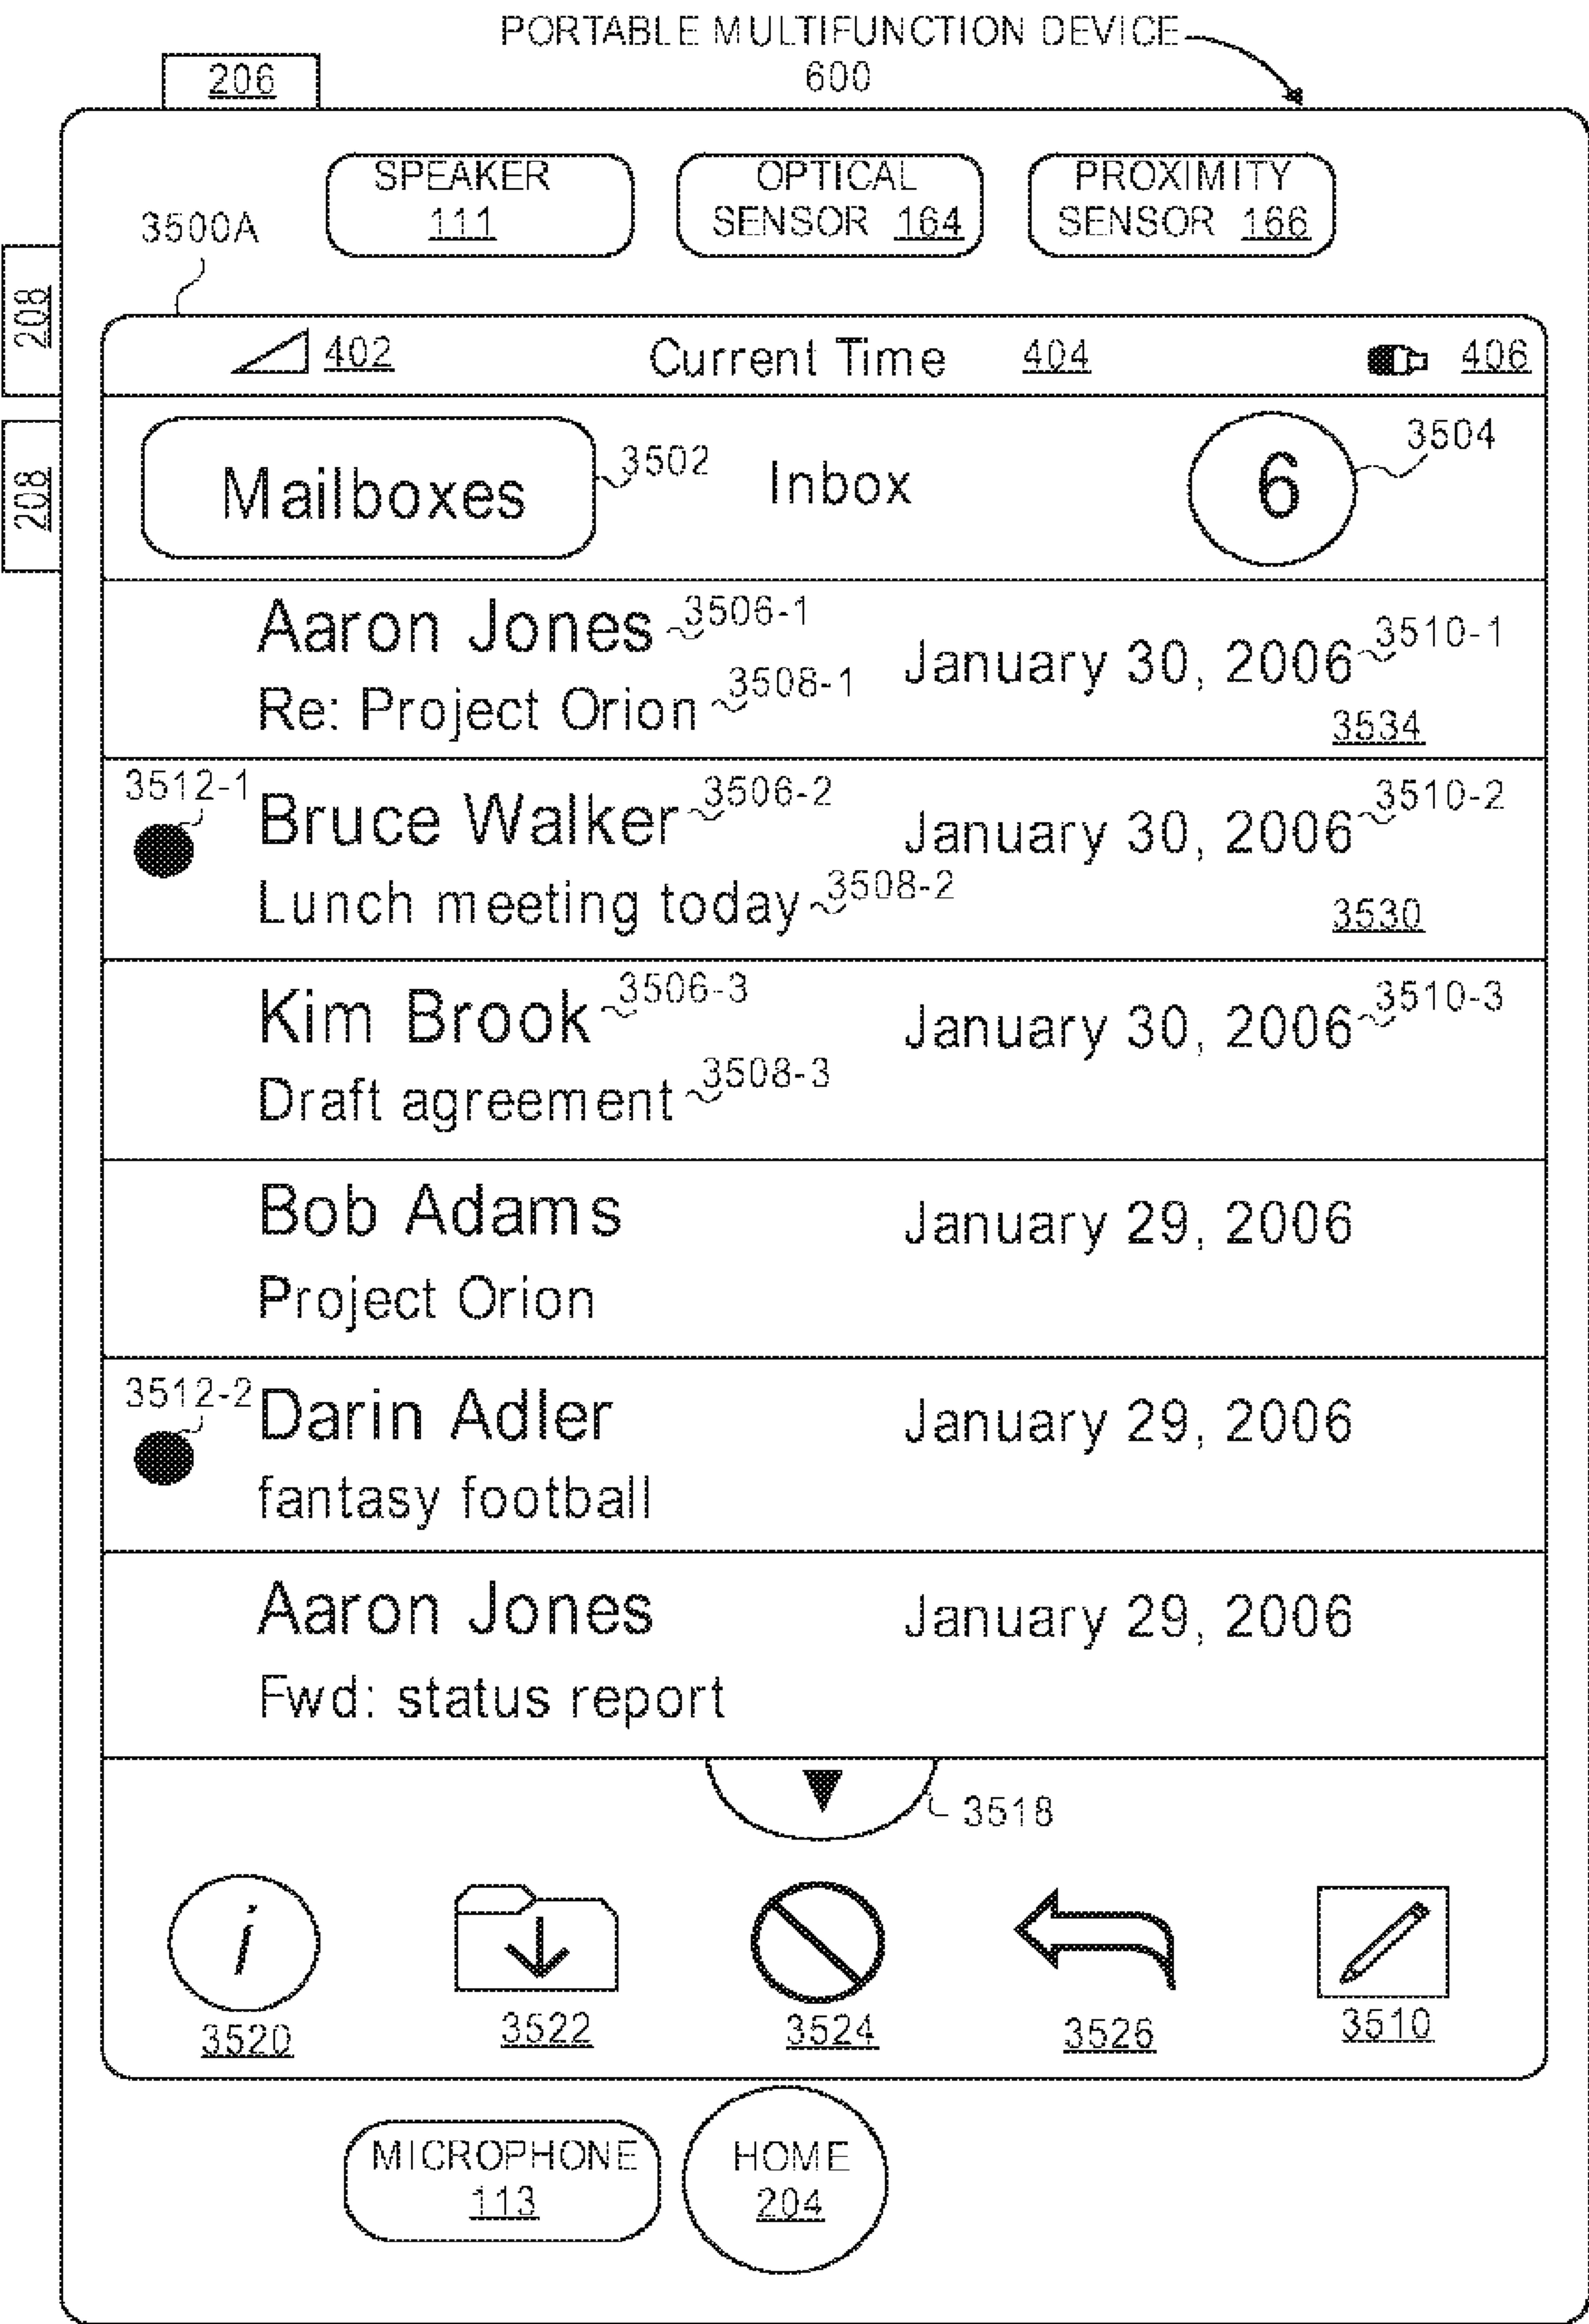 PORTABLE MULTIFUNCTION DEVICE
600
206
SPEAKER
111
OPTICAL
SENSOR 164
PROXIMITY
SENSOR 166
3500A
208
208
402
Current Time 404
406
Mailboxes
3502
Inbox
6
3504
Aaron Jones 3506-1
January 30, 2006 3510-1
Re: Project Orion 3508-1
3534
3512-1
Bruce Walker 3506-2
January 30, 2006 3510-2
Lunch meeting today 3508-2
3530
Kim Brook 3506-3
January 30, 2006 3510-3
Draft agreement 3508-3
Bob Adams
January 29, 2006
Project Orion
3512-2
Darin Adler
January 29, 2006
fantasy football
Aaron Jones
January 29, 2006
Fwd: status report
3518
i
3520
3522
3524
3526
3510
MICROPHONE
113
HOME
204